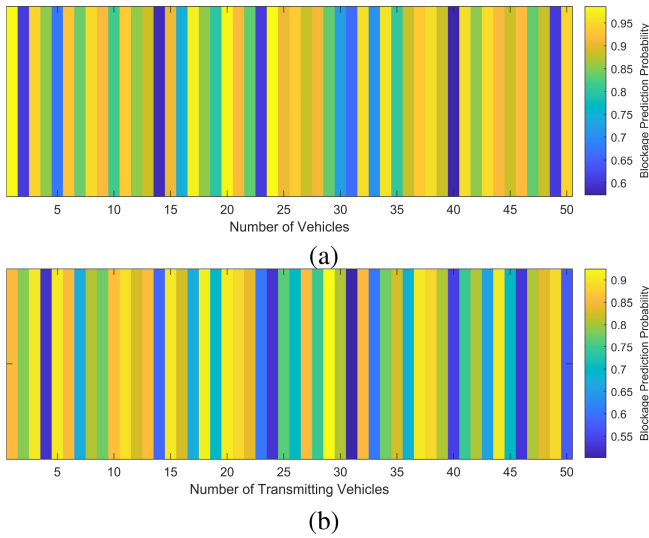 0.95
0.9
0.85
0.8
0.75
0.7
0.65
0.6
Blockage Prediction Probability
5 10 15 20 25 30 35 40 45 50
Number of Vehicles
(a)
0.9
0.85
0.8
0.75
0.7
0.65
0.6
0.55
Blockage Prediction Probability
5 10 15 20 25 30 35 40 45 50
Number of Transmitting Vehicles
(b)